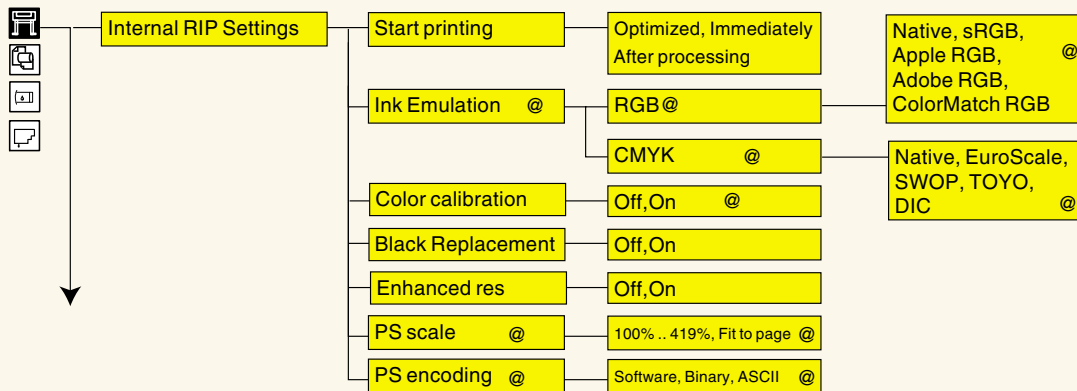 Internal RIP Settings
Start printing
Optimized, Immediately
After processing
Ink Emulation @
RGB@
Native, sRGB,
Apple RGB, @
Adobe RGB,
ColorMatch RGB
CMYK @
Native, EuroScale,
SWOP, TOYO,
DIC @
Color calibration
Off,On @
Black Replacement
Off,On
Enhanced res
Off,On
PS scale @
100% .. 419%, Fit to page @
PS encoding @
Software, Binary, ASCII @